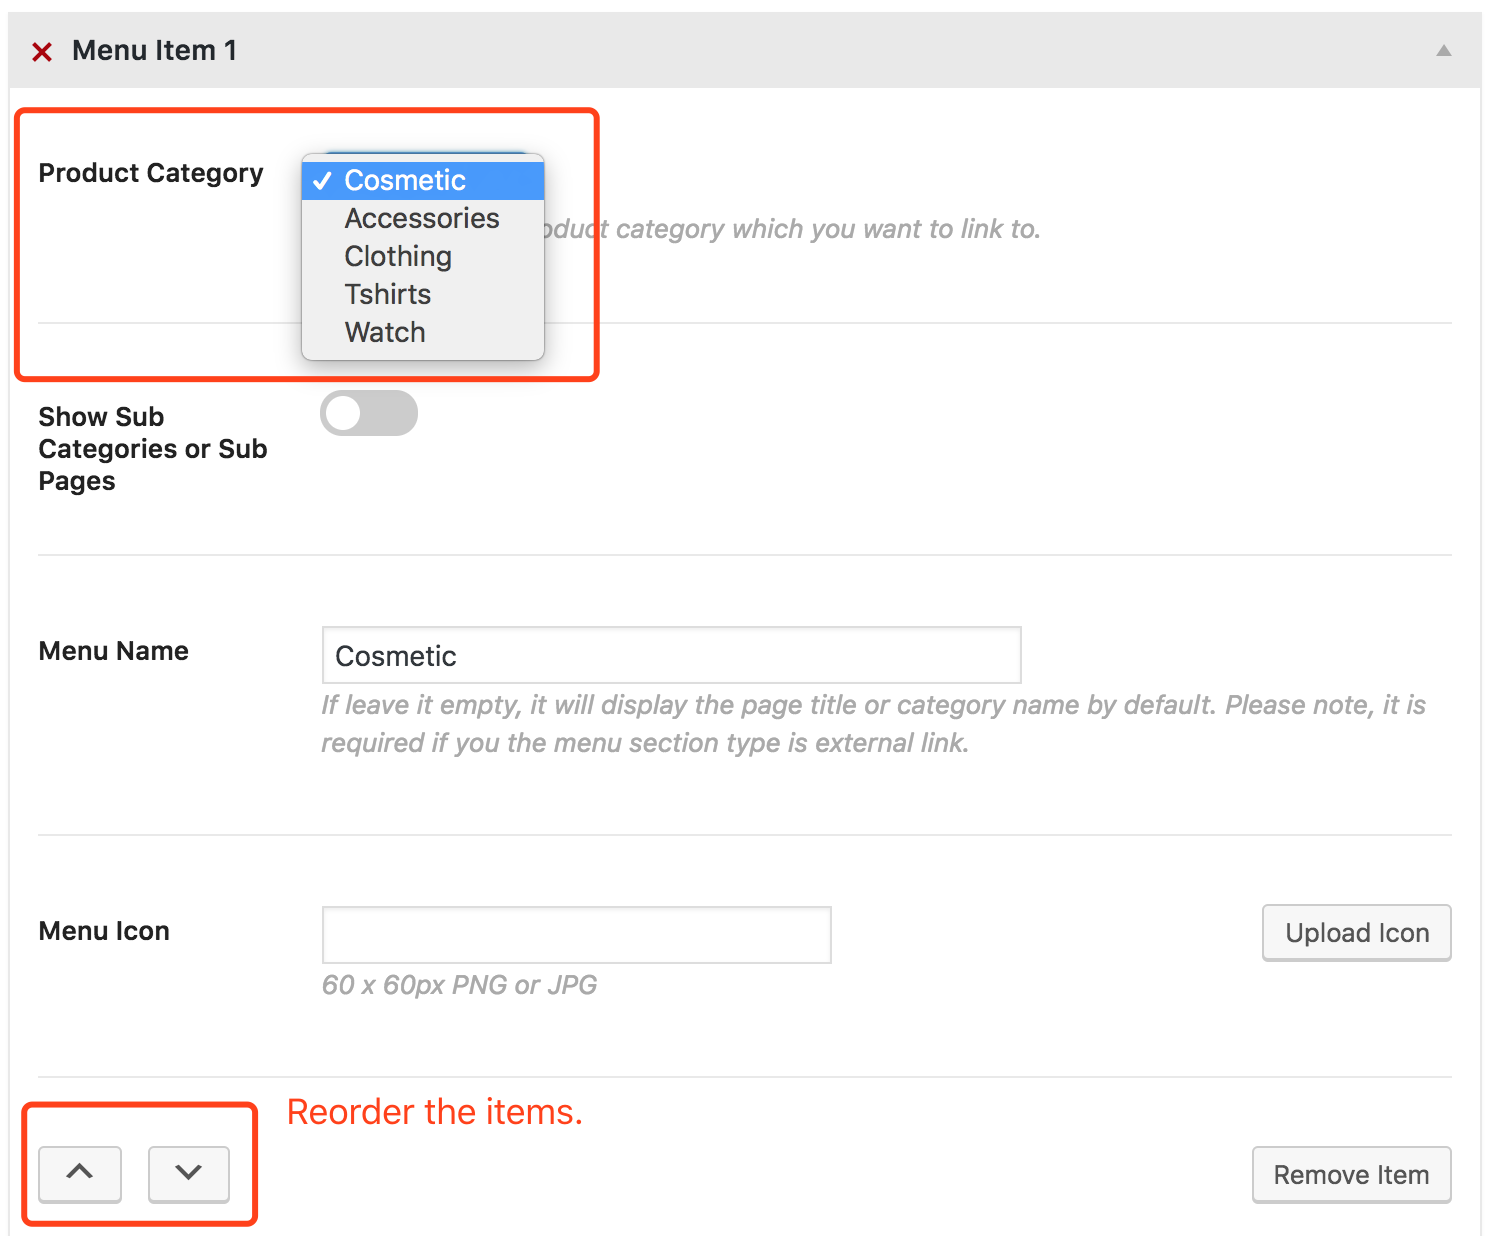 Menu Item 1
Product Category
Cosmetic
Accessories
category which you want to link to.
Clothing
Tshirts
Watch
Show Sub
Categories or Sub
Pages
Menu Name
Cosmetic
If leave it empty, it will display the page title or category name by default. Please note, it is
required if you the menu section type is external link.
Menu Icon
Upload Icon
60 x 60px PNG or JPG
Reorder the items.
Remove Item